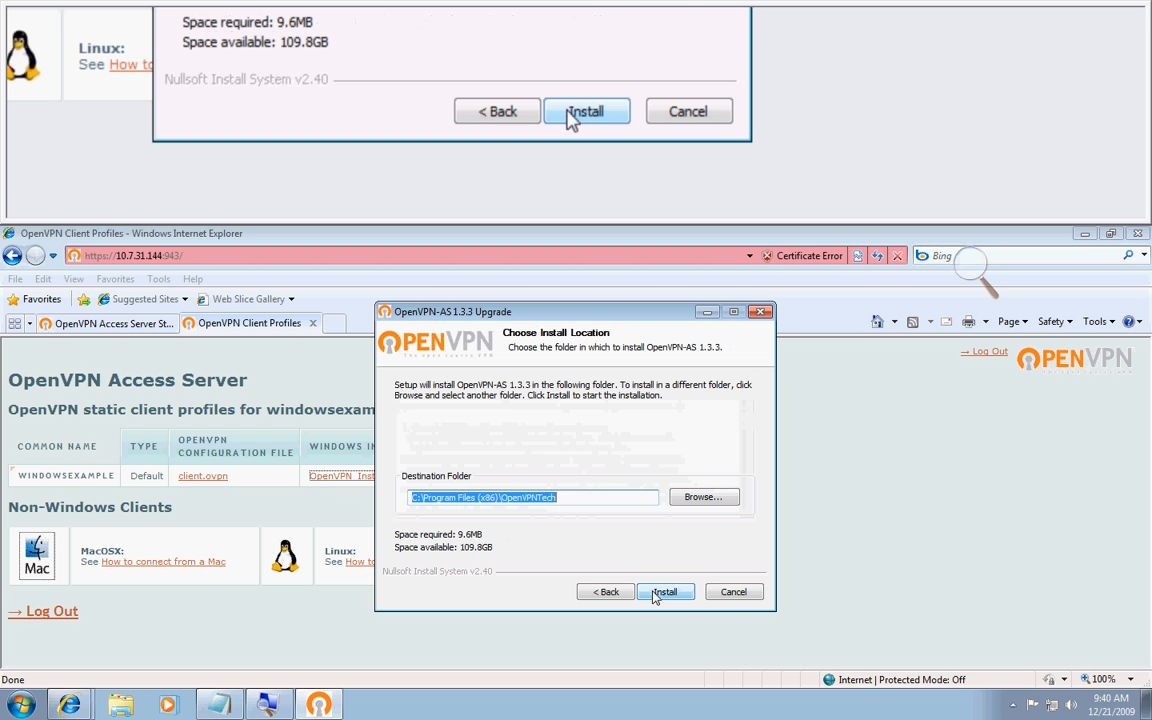 Space required: 9.6MB
Space available: 109.8GB
Linux:
See How to
Nullsoft Install System v2.40
< Back Install Cancel
OpenVPN Client Profiles - Windows Internet Explorer
https://10.7.31.144:943/ Certificate Error Bing
File Edit View Favorites Tools Help
Favorites Suggested Sites Web Slice Gallery
OpenVPN Access Server St... OpenVPN Client Profiles Page Safety Tools
OpenVPN-AS 1.3.3 Upgrade
OPENVPN
Choose Install Location
Choose the folder in which to install OpenVPN-AS 1.3.3.
→ Log Out OPENVPN
OpenVPN Access Server
OpenVPN static client profiles for windowsexam
Setup will install OpenVPN-AS 1.3.3 in the following folder. To install in a different folder, click
Browse and select another folder. Click Install to start the installation.
COMMON NAME TYPE OPENVPN CONFIGURATION FILE WINDOWS IN
WINDOWSEXAMPLE Default client.ovpn OpenVPN Inst
Destination Folder
C:\Program Files (x86)\OpenVPNTech Browse...
Non-Windows Clients
Space required: 9.6MB
Space available: 109.8GB
Mac
MacOSX:
See How to connect from a Mac
Linux:
See How to
Nullsoft Install System v2.40
< Back Install Cancel
→ Log Out
Done Internet | Protected Mode: Off 100%
9:40 AM
12/21/2009